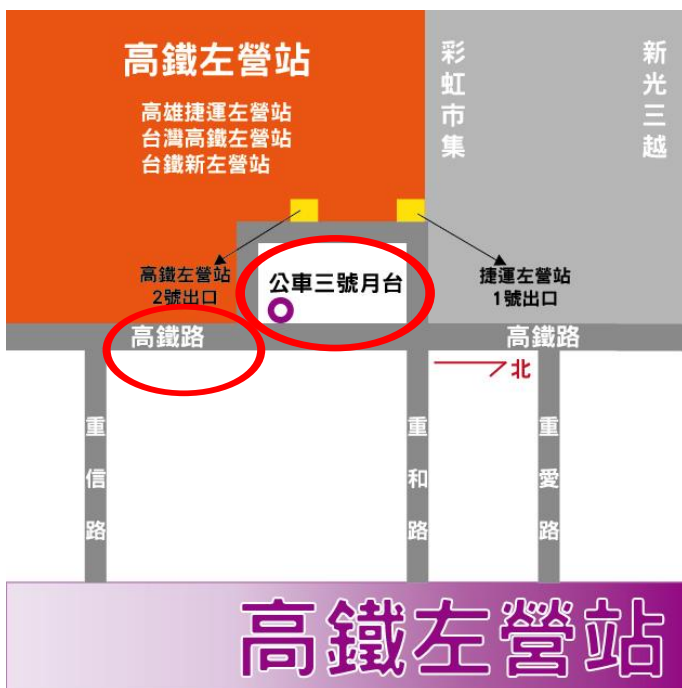 高鐵左營站
高雄捷運左營站
台灣高鐵左營站
台鐵新左營站
彩虹市集
新光三越
高鐵左營站
2號出口
公車三號月台
捷運左營站
1號出口
高鐵路
高鐵路
北
重信路
重和路
重愛路
高鐵左營站